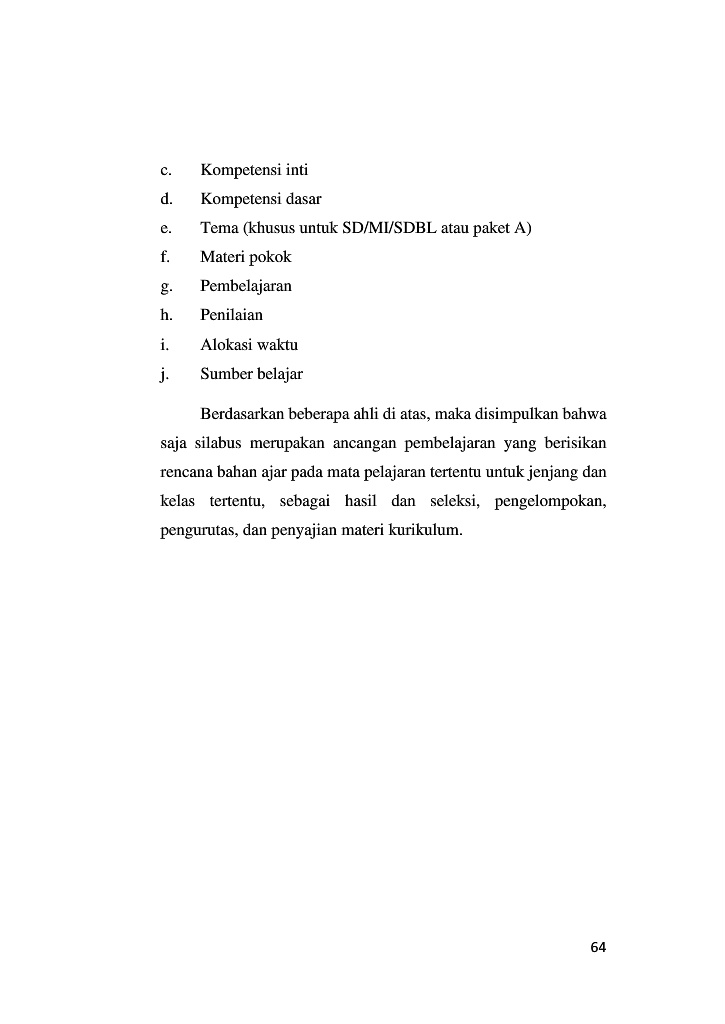 c. Kompetensi inti
d. Kompetensi dasar
e. Tema (khusus untuk SD/MI/SDBL atau paket A)
f. Materi pokok
g. Pembelajaran
h. Penilaian
i. Alokasi waktu
j. Sumber belajar
Berdasarkan beberapa ahli di atas, maka disimpulkan bahwa
saja silabus merupakan ancangan pembelajaran yang berisikan
rencana bahan ajar pada mata pelajaran tertentu untuk jenjang dan
kelas tertentu, sebagai hasil dan seleksi, pengelompokan,
pengurutas, dan penyajian materi kurikulum.
64